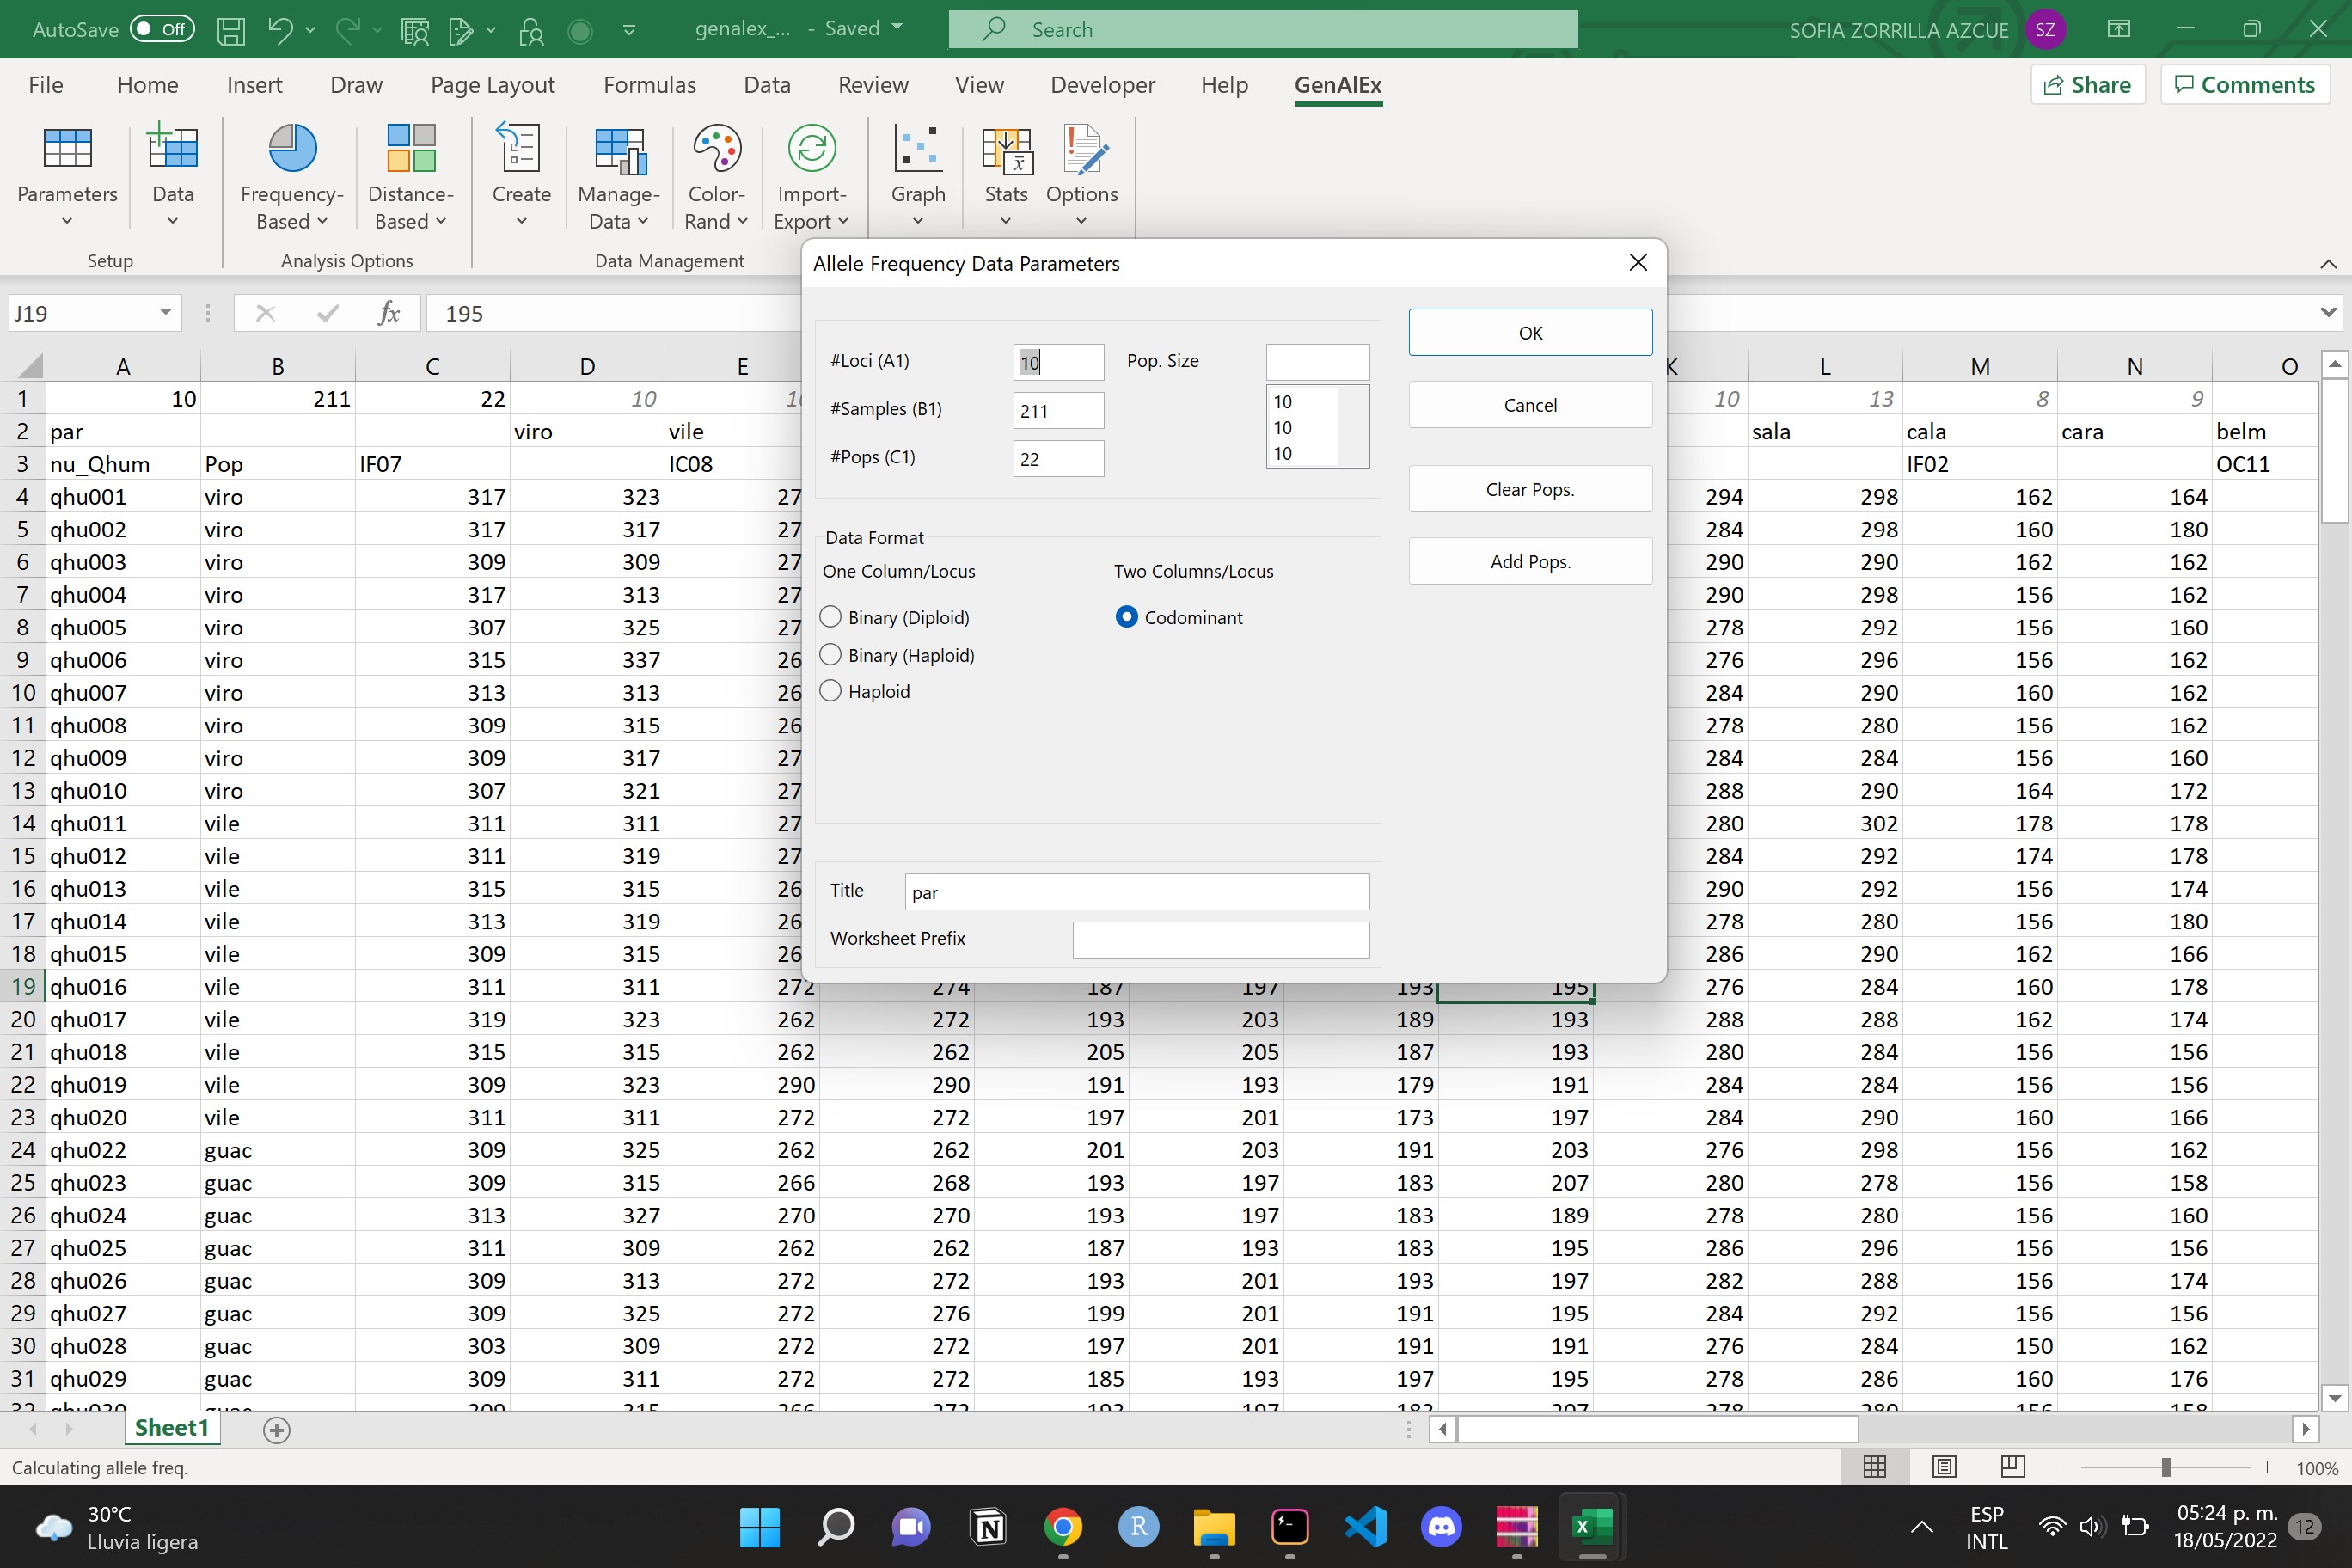 AutoSave Off genalex_... - Saved Search SOFIA ZORRILLA AZCUE SZ
File Home Insert Draw Page Layout Formulas Data Review View Developer Help GenAlEx Share Comments
Parameters Data Frequency-Based Distance-Based Create Manage-Data Color-Rand Import-Export Graph Stats Options
Setup Analysis Options Data Management
J19 fx 195
Allele Frequency Data Parameters
#Loci (A1) 10 Pop. Size
#Samples (B1) 211
#Pops (C1) 22
10
10
10
OK
Cancel
Clear Pops.
Add Pops.
Data Format
One Column/Locus Two Columns/Locus
Binary (Diploid) Codominant
Binary (Haploid)
Haploid
Title par
Worksheet Prefix
A B C D E K L M N O
1 10 211 22 10 10 13 8 9
2 par viro vile sala cala cara belm
3 nu_Qhum Pop IF07 IC08 IF02 OC11
4 qhu001 viro 317 323 294 298 162 164
5 qhu002 viro 317 317 284 298 160 180
6 qhu003 viro 309 309 290 290 162 162
7 qhu004 viro 317 313 290 298 156 162
8 qhu005 viro 307 325 278 292 156 160
9 qhu006 viro 315 337 276 296 156 162
10 qhu007 viro 313 313 284 290 160 162
11 qhu008 viro 309 315 278 280 156 162
12 qhu009 viro 309 317 284 284 156 160
13 qhu010 viro 307 321 288 290 164 172
14 qhu011 vile 311 311 280 302 178 178
15 qhu012 vile 311 319 284 292 174 178
16 qhu013 vile 315 315 290 292 156 174
17 qhu014 vile 313 319 278 280 156 180
18 qhu015 vile 309 315 286 290 162 166
19 qhu016 vile 311 311 272 274 187 197 193 195 276 284 160 178
20 qhu017 vile 319 323 262 272 193 203 189 193 288 288 162 174
21 qhu018 vile 315 315 262 262 205 205 187 193 280 284 156 156
22 qhu019 vile 309 323 290 290 191 193 179 191 284 284 156 156
23 qhu020 vile 311 311 272 272 197 201 173 197 284 290 160 166
24 qhu022 guac 309 325 262 262 201 203 191 203 276 298 156 162
25 qhu023 guac 309 315 266 268 193 197 183 207 280 278 156 158
26 qhu024 guac 313 327 270 270 193 197 183 189 278 280 156 160
27 qhu025 guac 311 309 262 262 187 193 183 195 286 296 156 156
28 qhu026 guac 309 313 272 272 193 201 193 197 282 288 156 174
29 qhu027 guac 309 325 272 276 199 201 191 195 284 292 156 156
30 qhu028 guac 303 309 272 272 197 201 191 191 276 284 150 162
31 qhu029 guac 309 311 272 272 185 193 197 195 278 286 160 176
Sheet1
Calculating allele freq. 100%
30°C
Lluvia ligera
ESP
INTL
05:24 p. m.
18/05/2022
12